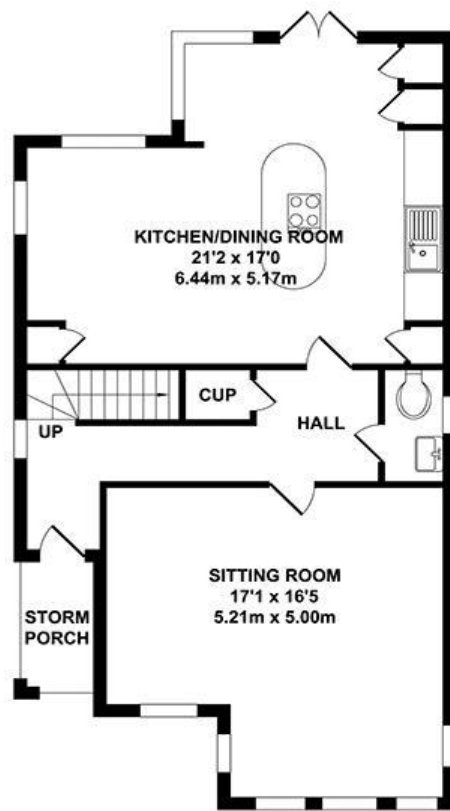 KITCHEN/DINING ROOM
21'2 x 17'0
6.44m x 5.17m
CUP
UP
HALL
SITTING ROOM
17'1 x 16'5
5.21m x 5.00m
STORM
PORCH